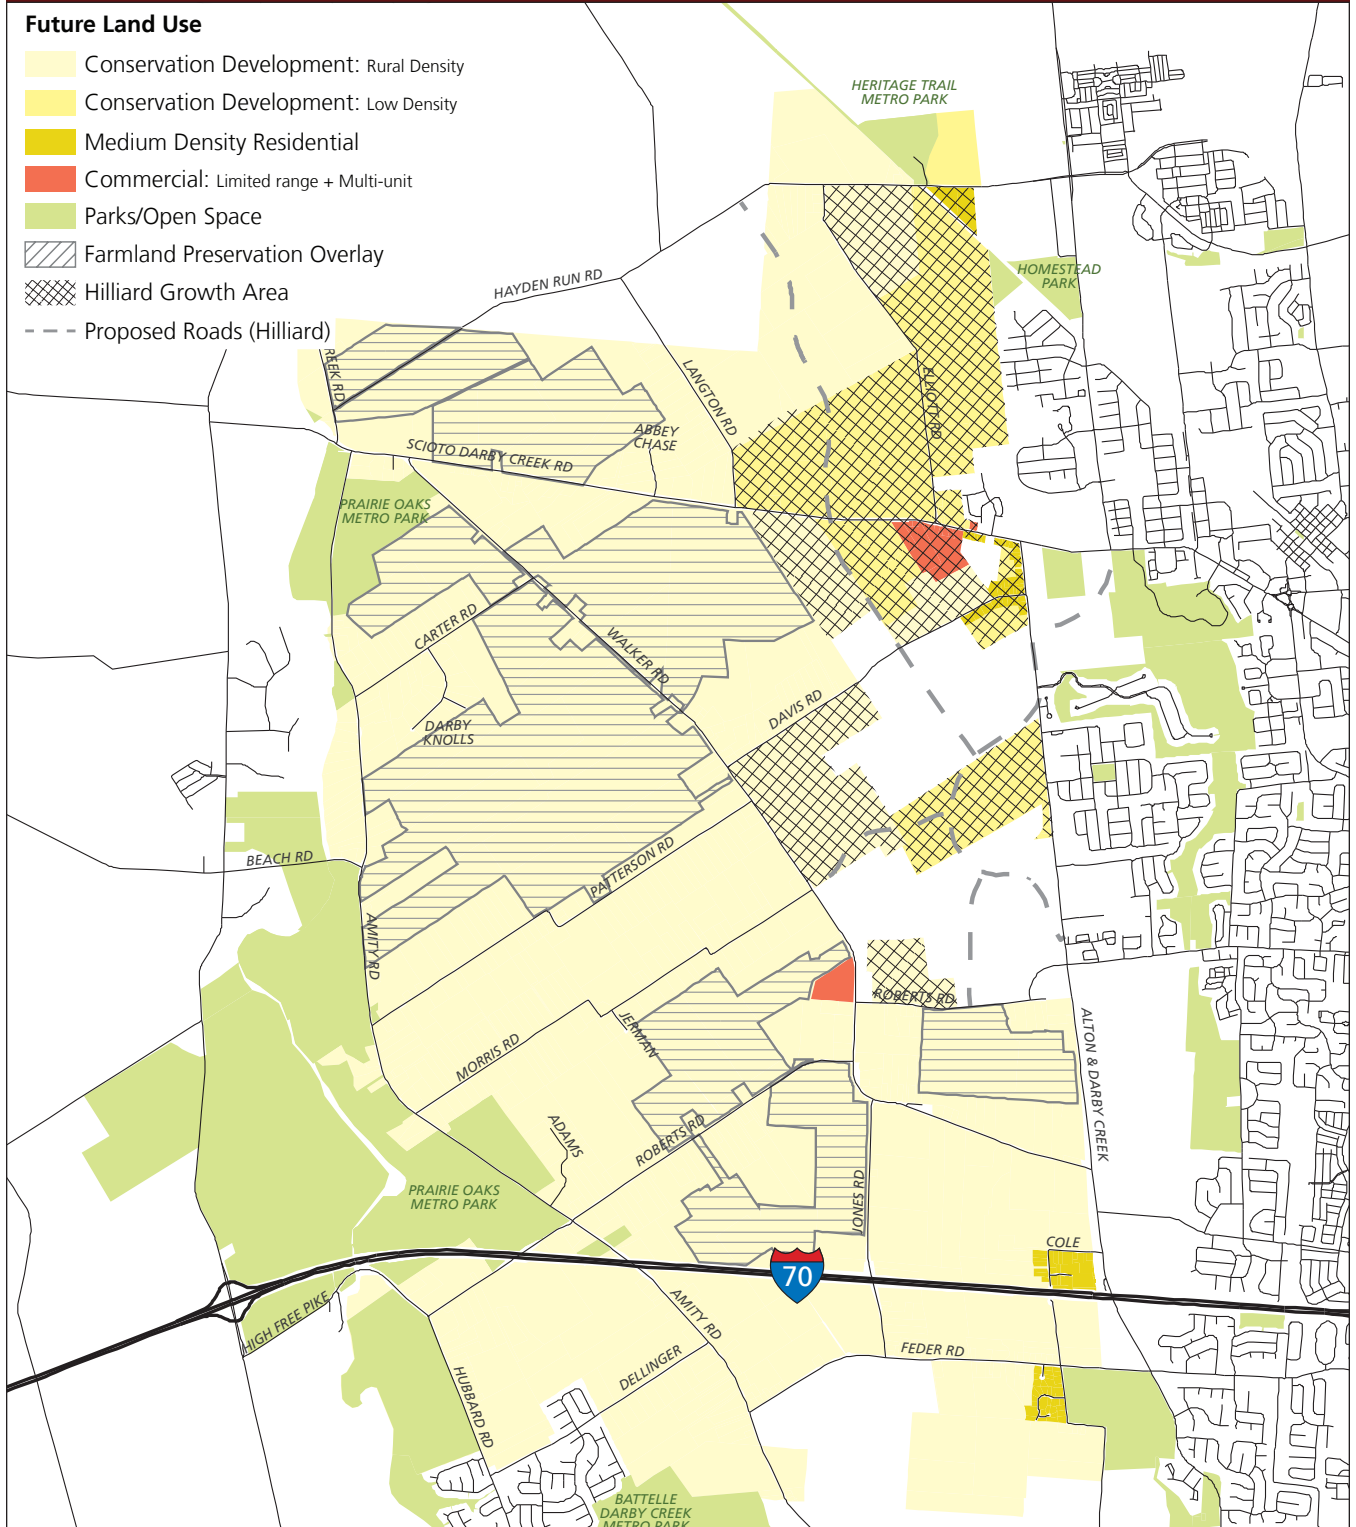 Future Land Use
Conservation Development: Rural Density
Conservation Development: Low Density
Medium Density Residential
Commercial: Limited range + Multi-unit
Parks/Open Space
Farmland Preservation Overlay
Hilliard Growth Area
Proposed Roads (Hilliard)
HERITAGE TRAIL
METRO PARK
HOMESTEAD
PARK
HAYDEN RUN RD
REEK RD
LANGTON RD
ELLIOTT RD
ABBEY
CHASE
SCIOTO DARBY CREEK RD
PRAIRIE OAKS
METRO PARK
CARTER RD
WALKER RD
DARBY
KNOLLS
DAVIS RD
BEACH RD
PATTERSON RD
AMITY RD
ROBERTS RD
JERMAN
MORRIS RD
ALTON & DARBY CREEK
ADAMS
ROBERTS RD
PRAIRIE OAKS
METRO PARK
JONES RD
COLE
70
HIGH FREE PIKE
AMITY RD
FEDER RD
DELLINGER
HUBBARD RD
BATTELLE
DARBY CREEK
METRO PARK